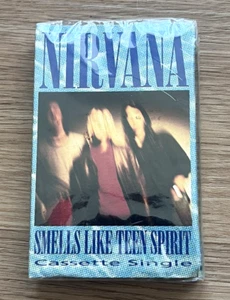 NIRVANA
SMELLS LIKE TEEN SPIRIT
Cassette Single